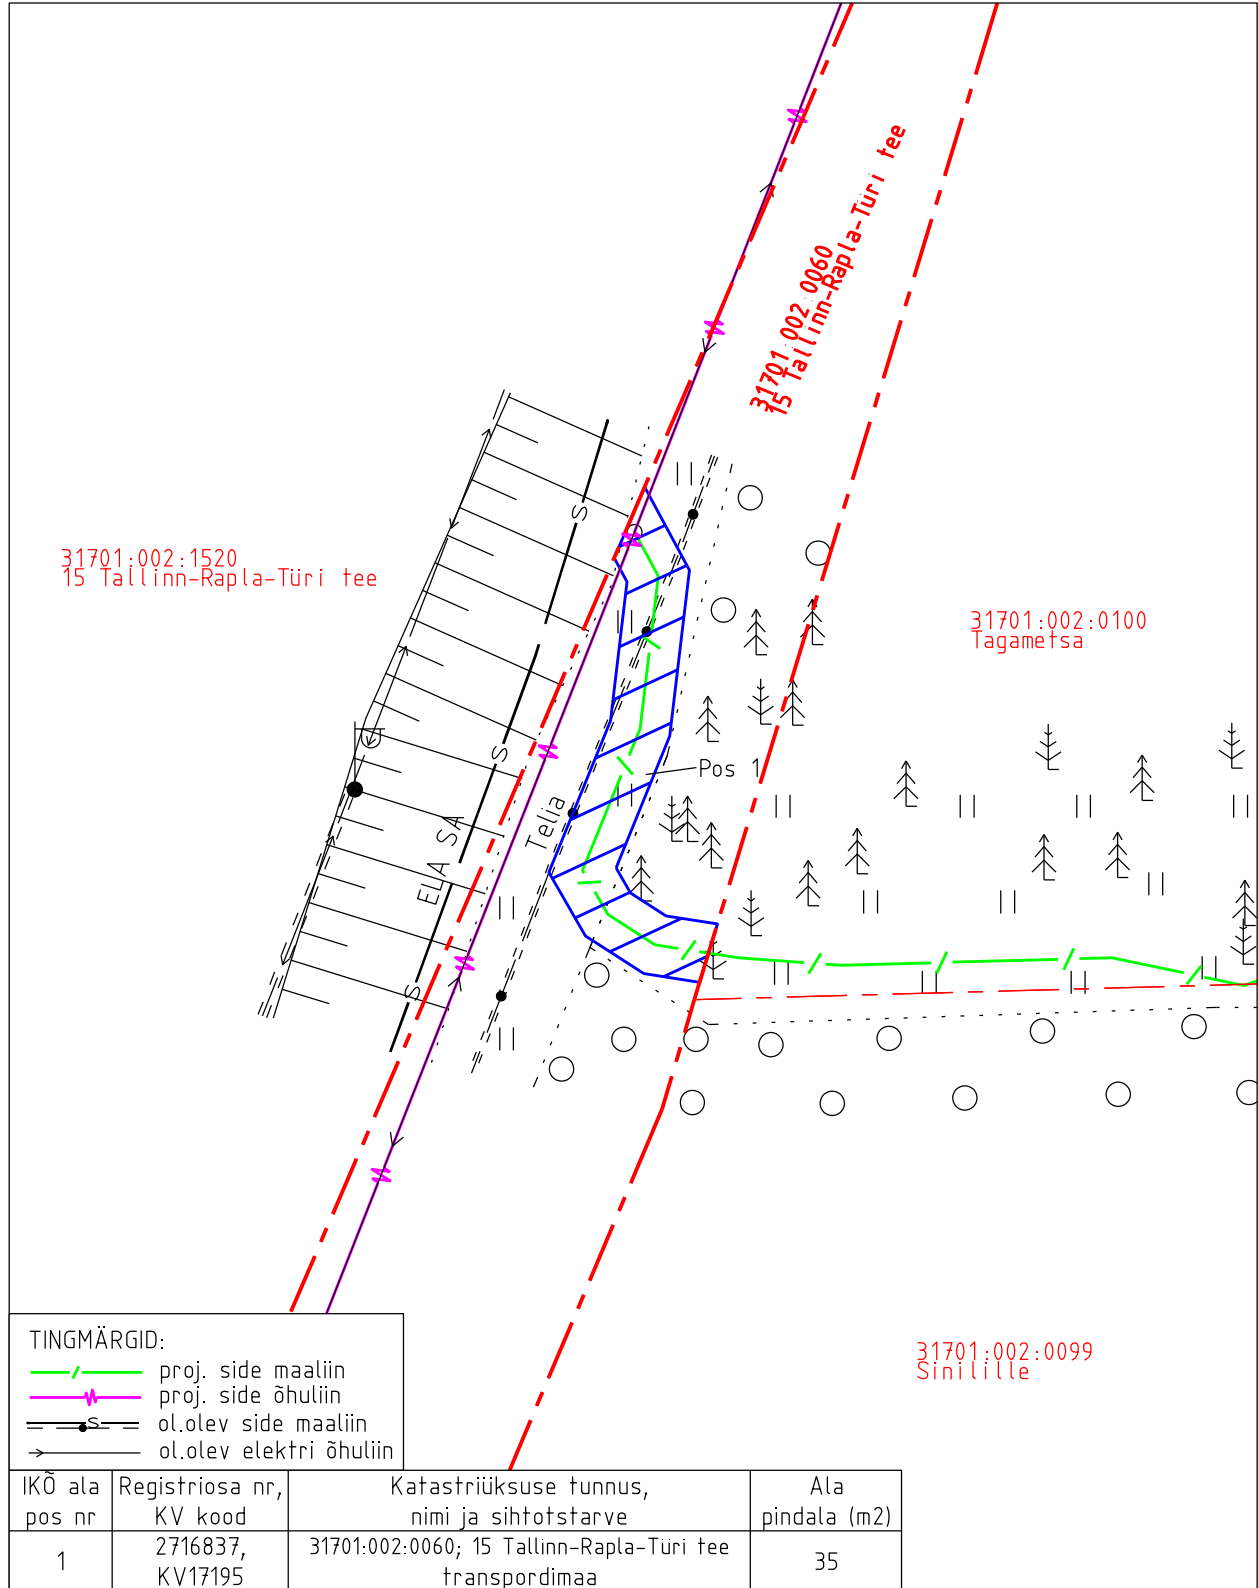 31701:002:0060
15 Tallinn-Rapla-Türi tee
31701:002:1520
15 Tallinn-Rapla-Türi tee
31701:002:0100
Tagametsa
S
S
Pos 1
Telia
ELA SA
S
31701:002:0099
Sinilille
TINGMÄRGID:
proj. side maaliin
proj. side õhuliin
S ol.olev side maaliin
ol.olev elektri õhuliin
IKÕ ala pos nr
Registriosa nr, KV kood
Katastriüksuse tunnus, nimi ja sihtotstarve
Ala pindala (m2)
1
2716837, KV17195
31701:002:0060; 15 Tallinn-Rapla-Türi tee transpordimaa
35